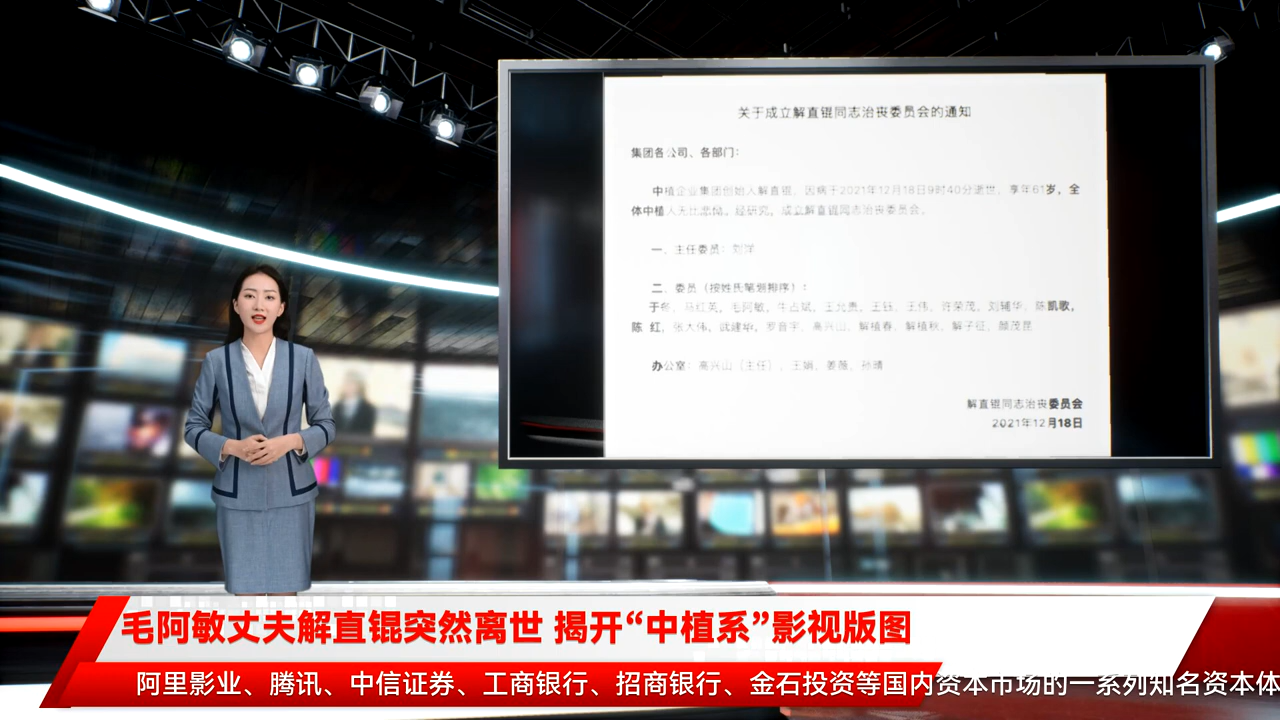 关于成立解直锟同志治丧委员会的通知
集团各公司、各部门：
中植企业集团创始人解直锟，因病于2021年12月18日9时40分逝世，享年61岁，全
体中植人无比悲恸。经研究，成立解直锟同志治丧委员会。
一、主任委员：刘洋
二、委员（按姓氏笔划排序）：
于冬，马红英，毛阿敏，牛占斌，王允贵，王钰，王伟，许荣茂，刘辅华，陈凯歌，
陈 红，张大伟，武建华，罗音宇，高兴山，解植春，解植秋，解子征，颜茂昆
办公室：高兴山（主任），王娟，姜薇，孙晴
解直锟同志治丧委员会
2021年12月18日
毛阿敏丈夫解直锟突然离世 揭开“中植系”影视版图
阿里影业、腾讯、中信证券、工商银行、招商银行、金石投资等国内资本市场的一系列知名资本体